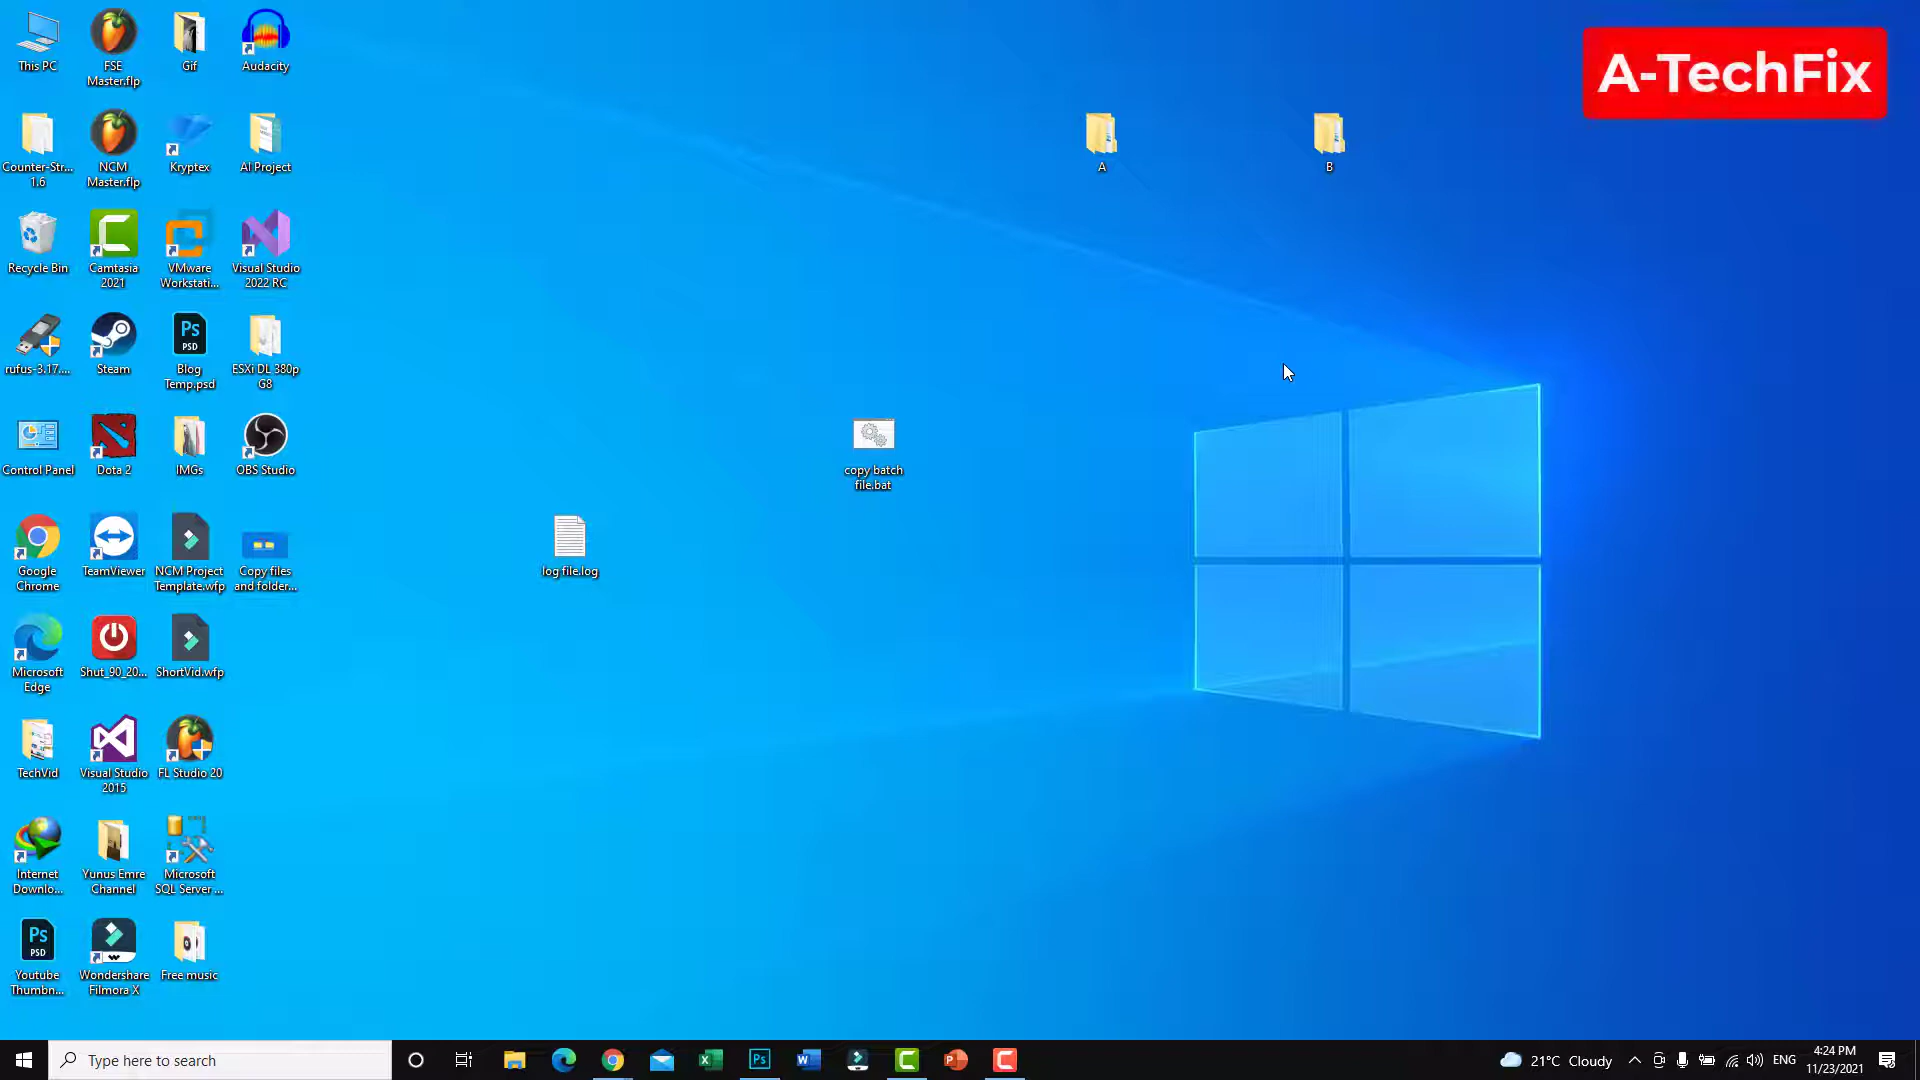 This PC
FSE
Master.flp
Gif
Audacity
A-TechFix
Counter-Str...
1.6
NCM
Master.flp
Kryptex
AI Project
A
B
Recycle Bin
Camtasia
2021
VMware
Workstati...
Visual Studio
2022 RC
rufus-3.17....
Steam
Ps
PSD
Blog
Temp.psd
ESXi DL 380p
G8
Control Panel
Dota 2
IMGs
OBS Studio
copy batch
file.bat
Google
Chrome
TeamViewer
NCM Project
Template.wfp
Copy files
and folder...
log file.log
Microsoft
Edge
Shut_90_20...
ShortVid.wfp
TechVid
Visual Studio
2015
FL Studio 20
Internet
Downlo...
Yunus Emre
Channel
Microsoft
SQL Server ...
Ps
PSD
Youtube
Thumbn...
Wondershare
Filmora X
Free music
Type here to search
Ps
21°C Cloudy
ENG
4:24 PM
11/23/2021